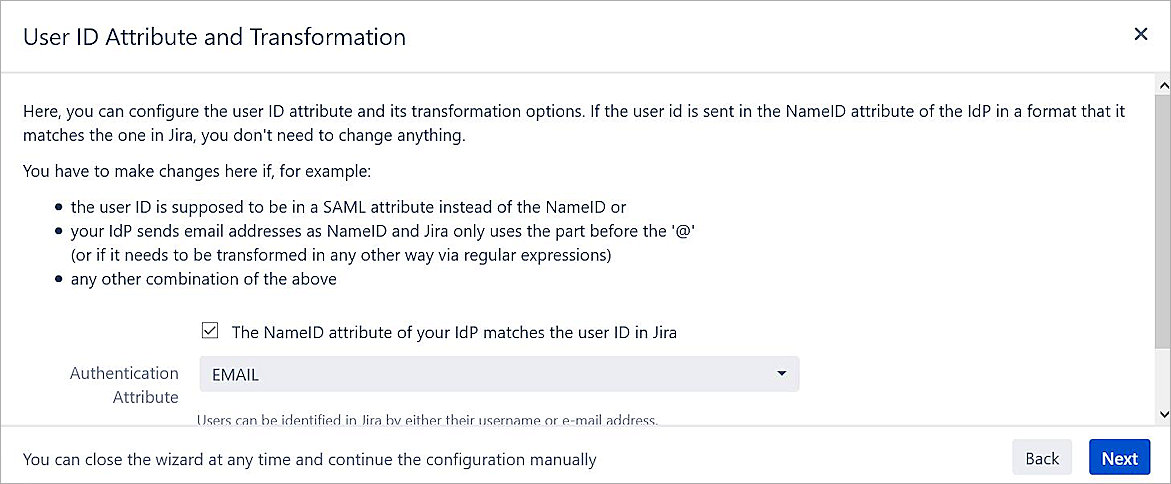 User ID Attribute and Transformation
Here, you can configure the user ID attribute and its transformation options. If the user id is sent in the NameID attribute of the IdP in a format that it
matches the one in Jira, you don't need to change anything.
You have to make changes here if, for example:
• the user ID is supposed to be in a SAML attribute instead of the NameID or
• your IdP sends email addresses as NameID and Jira only uses the part before the '@'
(or if it needs to be transformed in any other way via regular expressions)
• any other combination of the above
The NameID attribute of your IdP matches the user ID in Jira
Authentication
Attribute
EMAIL
Users can be identified in Jira by either their username or e-mail address.
You can close the wizard at any time and continue the configuration manually
Back
Next